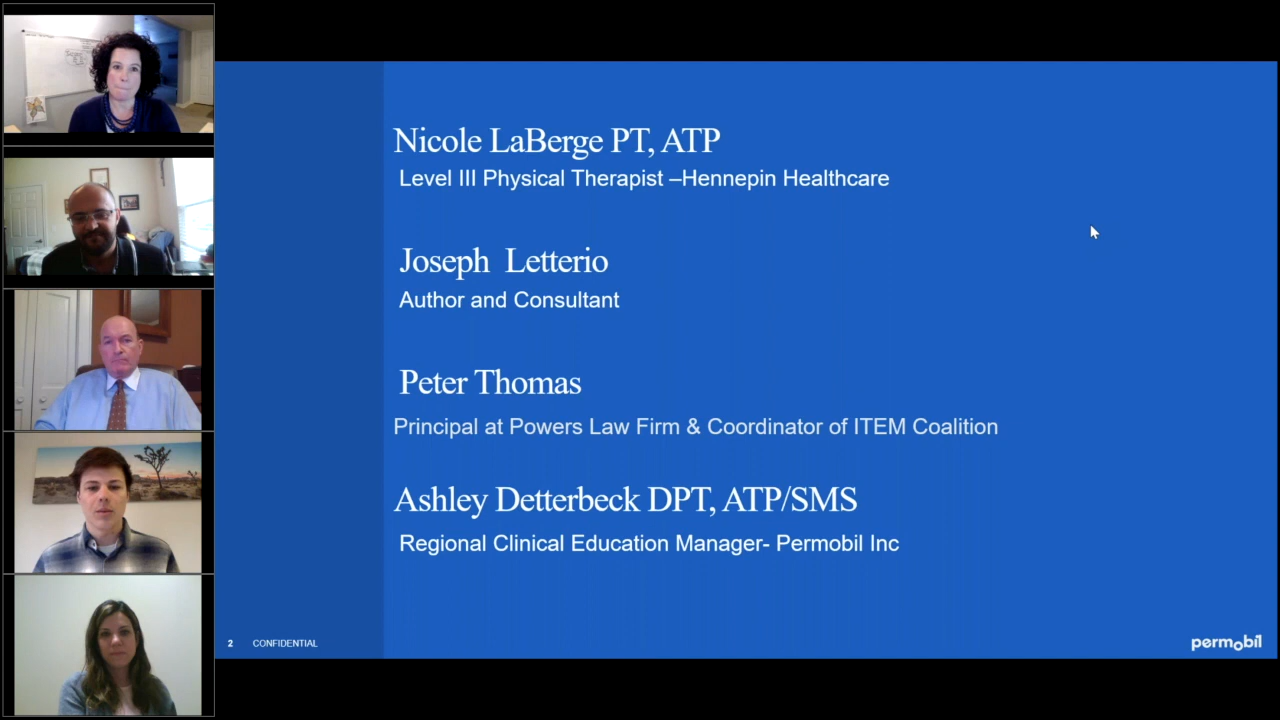 Nicole LaBerge PT, ATP
Level III Physical Therapist –Hennepin Healthcare
Joseph Letterio
Author and Consultant
Peter Thomas
Principal at Powers Law Firm & Coordinator of ITEM Coalition
Ashley Detterbeck DPT, ATP/SMS
Regional Clinical Education Manager- Permobil Inc
2 CONFIDENTIAL
permobil